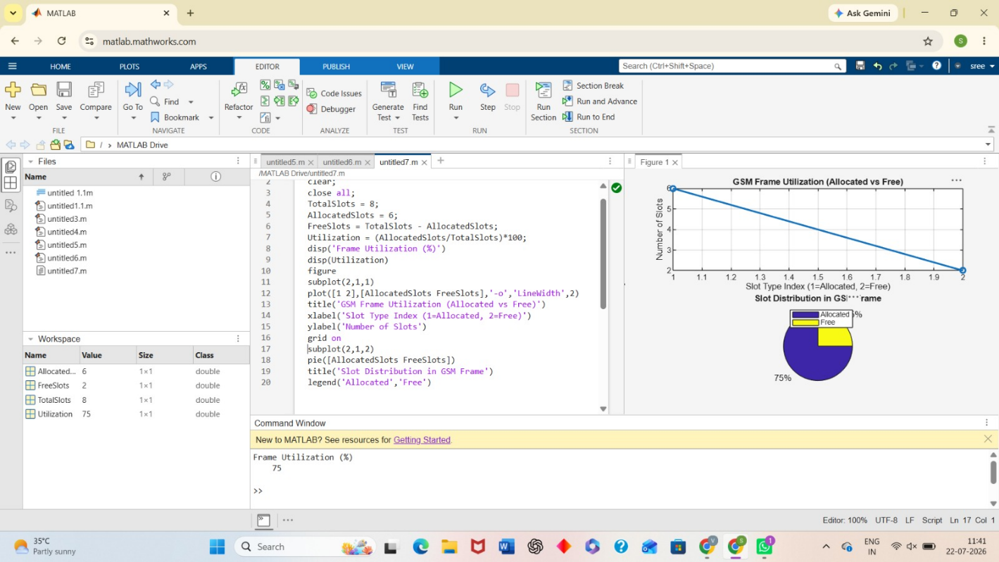 MATLAB
Ask Gemini
matlab.mathworks.com
S
HOME PLOTS APPS EDITOR PUBLISH VIEW
Search (Ctrl+Shift+Space)
sree
New Open Save Compare
FILE
Go To Find Bookmark
NAVIGATE
Refactor
CODE
Code Issues
Debugger
ANALYZE
Generate Test Find Tests
TEST
Run Step Stop
RUN
Run Section
Section Break
Run and Advance
Run to End
SECTION
/ › MATLAB Drive
Files
Name
untitled 1.1m
untitled1.1.m
untitled3.m
untitled4.m
untitled5.m
untitled6.m
untitled7.m
Workspace
Name Value Size Class
Allocated... 6 1×1 double
FreeSlots 2 1×1 double
TotalSlots 8 1×1 double
Utilization 75 1×1 double
untitled5.m untitled6.m untitled7.m
/MATLAB Drive/untitled7.m
2 clear;
3 close all;
4 TotalSlots = 8;
5 AllocatedSlots = 6;
6 FreeSlots = TotalSlots - AllocatedSlots;
7 Utilization = (AllocatedSlots/TotalSlots)*100;
8 disp('Frame Utilization (%)')
9 disp(Utilization)
10 figure
11 subplot(2,1,1)
12 plot([1 2],[AllocatedSlots FreeSlots],'-o','LineWidth',2)
13 title('GSM Frame Utilization (Allocated vs Free)')
14 xlabel('Slot Type Index (1=Allocated, 2=Free)')
15 ylabel('Number of Slots')
16 grid on
17 subplot(2,1,2)
18 pie([AllocatedSlots FreeSlots])
19 title('Slot Distribution in GSM Frame')
20 legend('Allocated','Free')
Figure 1
GSM Frame Utilization (Allocated vs Free)
Number of Slots
6
5
4
3
2
1 1.1 1.2 1.3 1.4 1.5 1.6 1.7 1.8 1.9 2
Slot Type Index (1=Allocated, 2=Free)
Slot Distribution in GS rame
Allocated
Free
%
75%
Command Window
New to MATLAB? See resources for Getting Started.
Frame Utilization (%)
75
>>
Editor: 100% UTF-8 LF Script Ln 17 Col 1
35°C
Partly sunny
Search
V
S
1
ENG
IN
11:41
22-07-2026